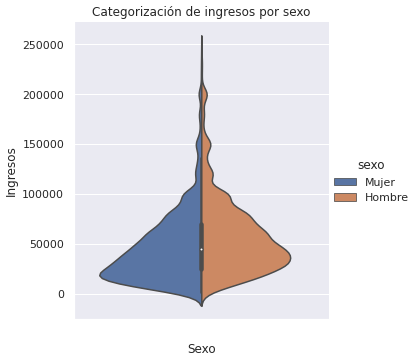 Categorización de ingresos por sexo
250000
200000
150000
100000
50000
0
Ingresos
Sexo
sexo
Mujer
Hombre